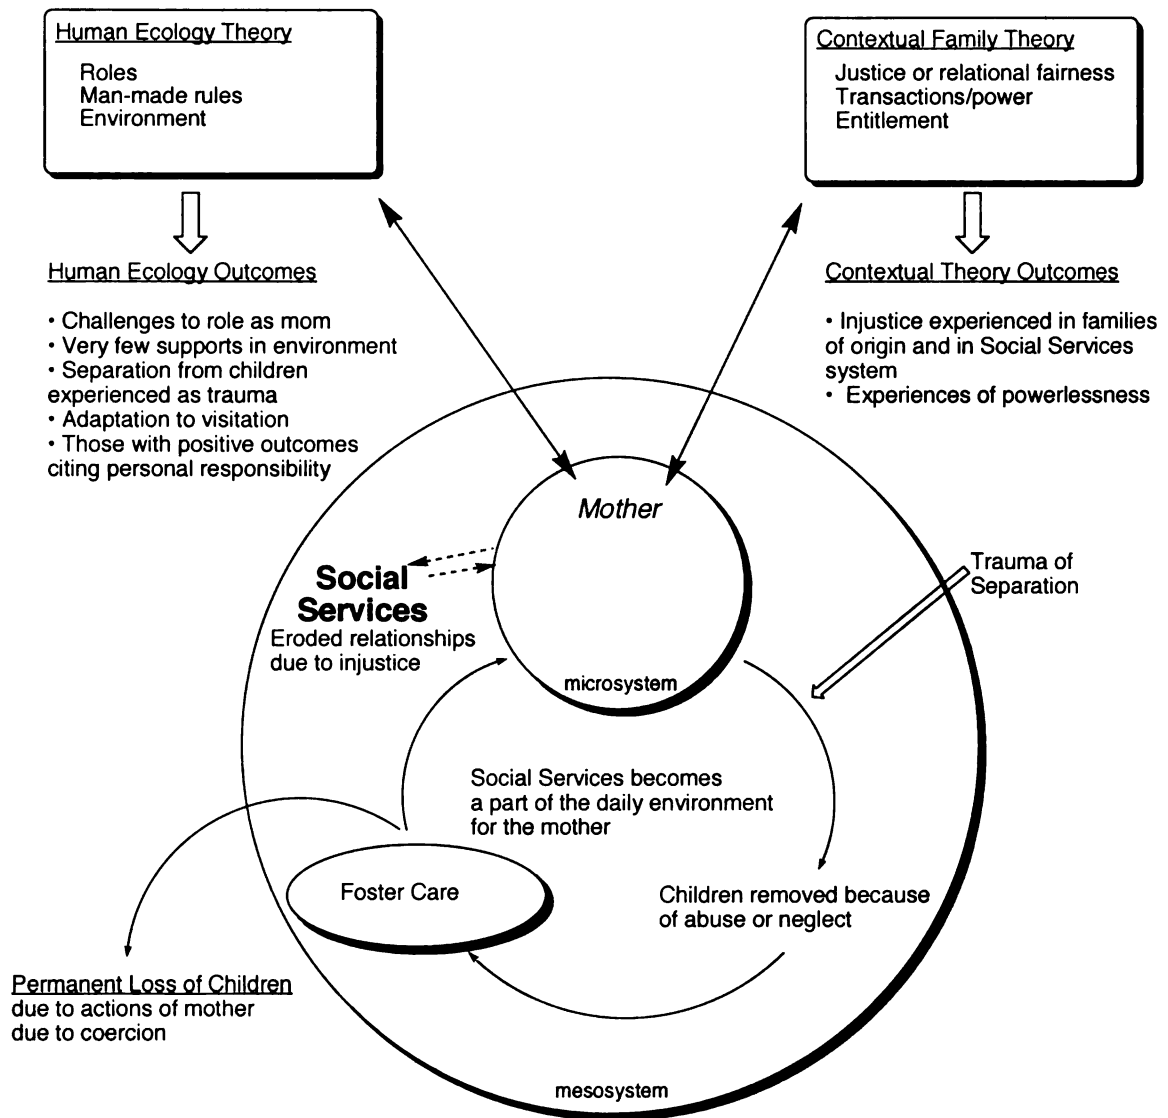 Human Ecology Theory
Roles
Man-made rules
Environment
Contextual Family Theory
Justice or relational fairness
Transactions/power
Entitlement
Human Ecology Outcomes
• Challenges to role as mom
• Very few supports in environment
• Separation from children
experienced as trauma
• Adaptation to visitation
• Those with positive outcomes
citing personal responsibility
Contextual Theory Outcomes
• Injustice experienced in families
of origin and in Social Services
system
• Experiences of powerlessness
Mother
Social
Services
Eroded relationships
due to injustice
microsystem
Trauma of
Separation
Social Services becomes
a part of the daily environment
for the mother
Foster Care
Children removed because
of abuse or neglect
Permanent Loss of Children
due to actions of mother
due to coercion
mesosystem